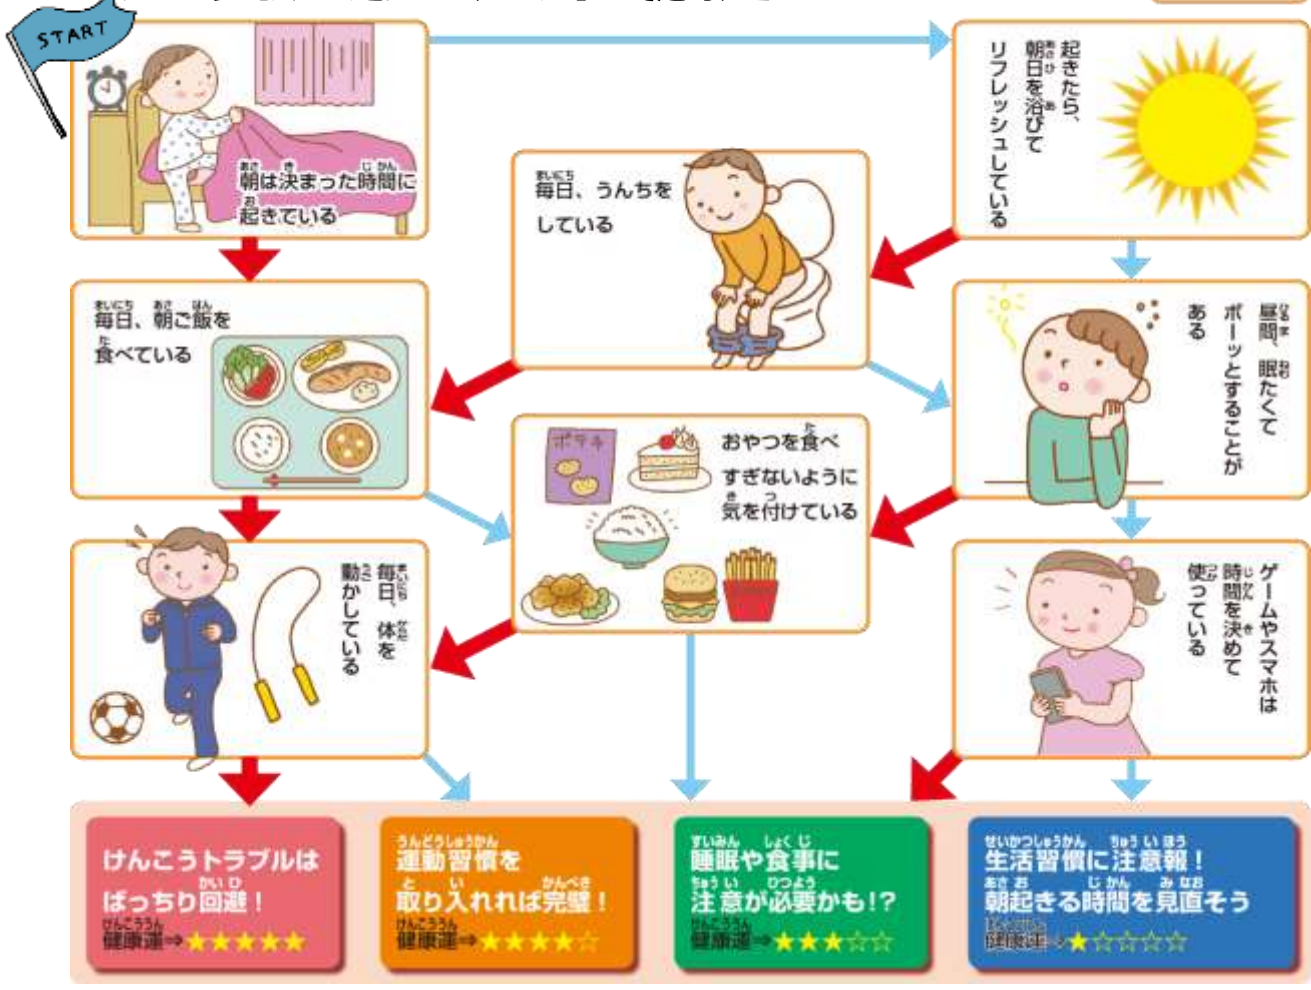 START
朝は決まった時間に
起きている
起きたら、
朝日を浴びて
リフレッシュしている
毎日、うんちを
している
毎日、朝ご飯を
食べている
昼間、眠たくて
ボーッとすることが
ある
ポテチ
おやつを食べ
すぎないように
気を付けている
毎日、体を
動かしている
ゲームやスマホは
時間を決めて
使っている
けんこうトラブルは
ばっちり回避！
健康運⇒★★★★★
運動習慣を
取り入れれば完璧！
健康運⇒★★★★☆
睡眠や食事に
注意が必要かも!?
健康運⇒★★★☆☆
生活習慣に注意報！
朝起きる時間を見直そう
健康運⇒★☆☆☆☆